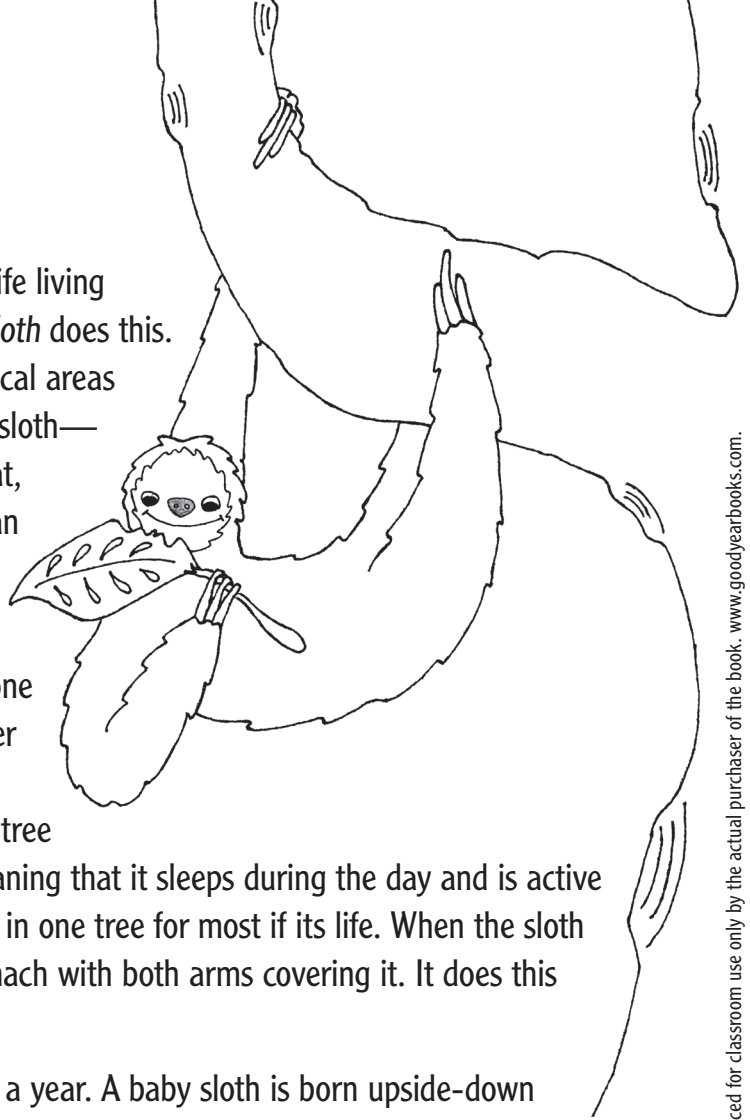 ife living
loth does this.
cal areas
sloth—
at,
an
one
er
tree
aning that it sleeps during the day and is active
in one tree for most if its life. When the sloth
nach with both arms covering it. It does this
a year. A baby sloth is born upside-down
ced for classroom use only by the actual purchaser of the book. www.goodyearbooks.com.